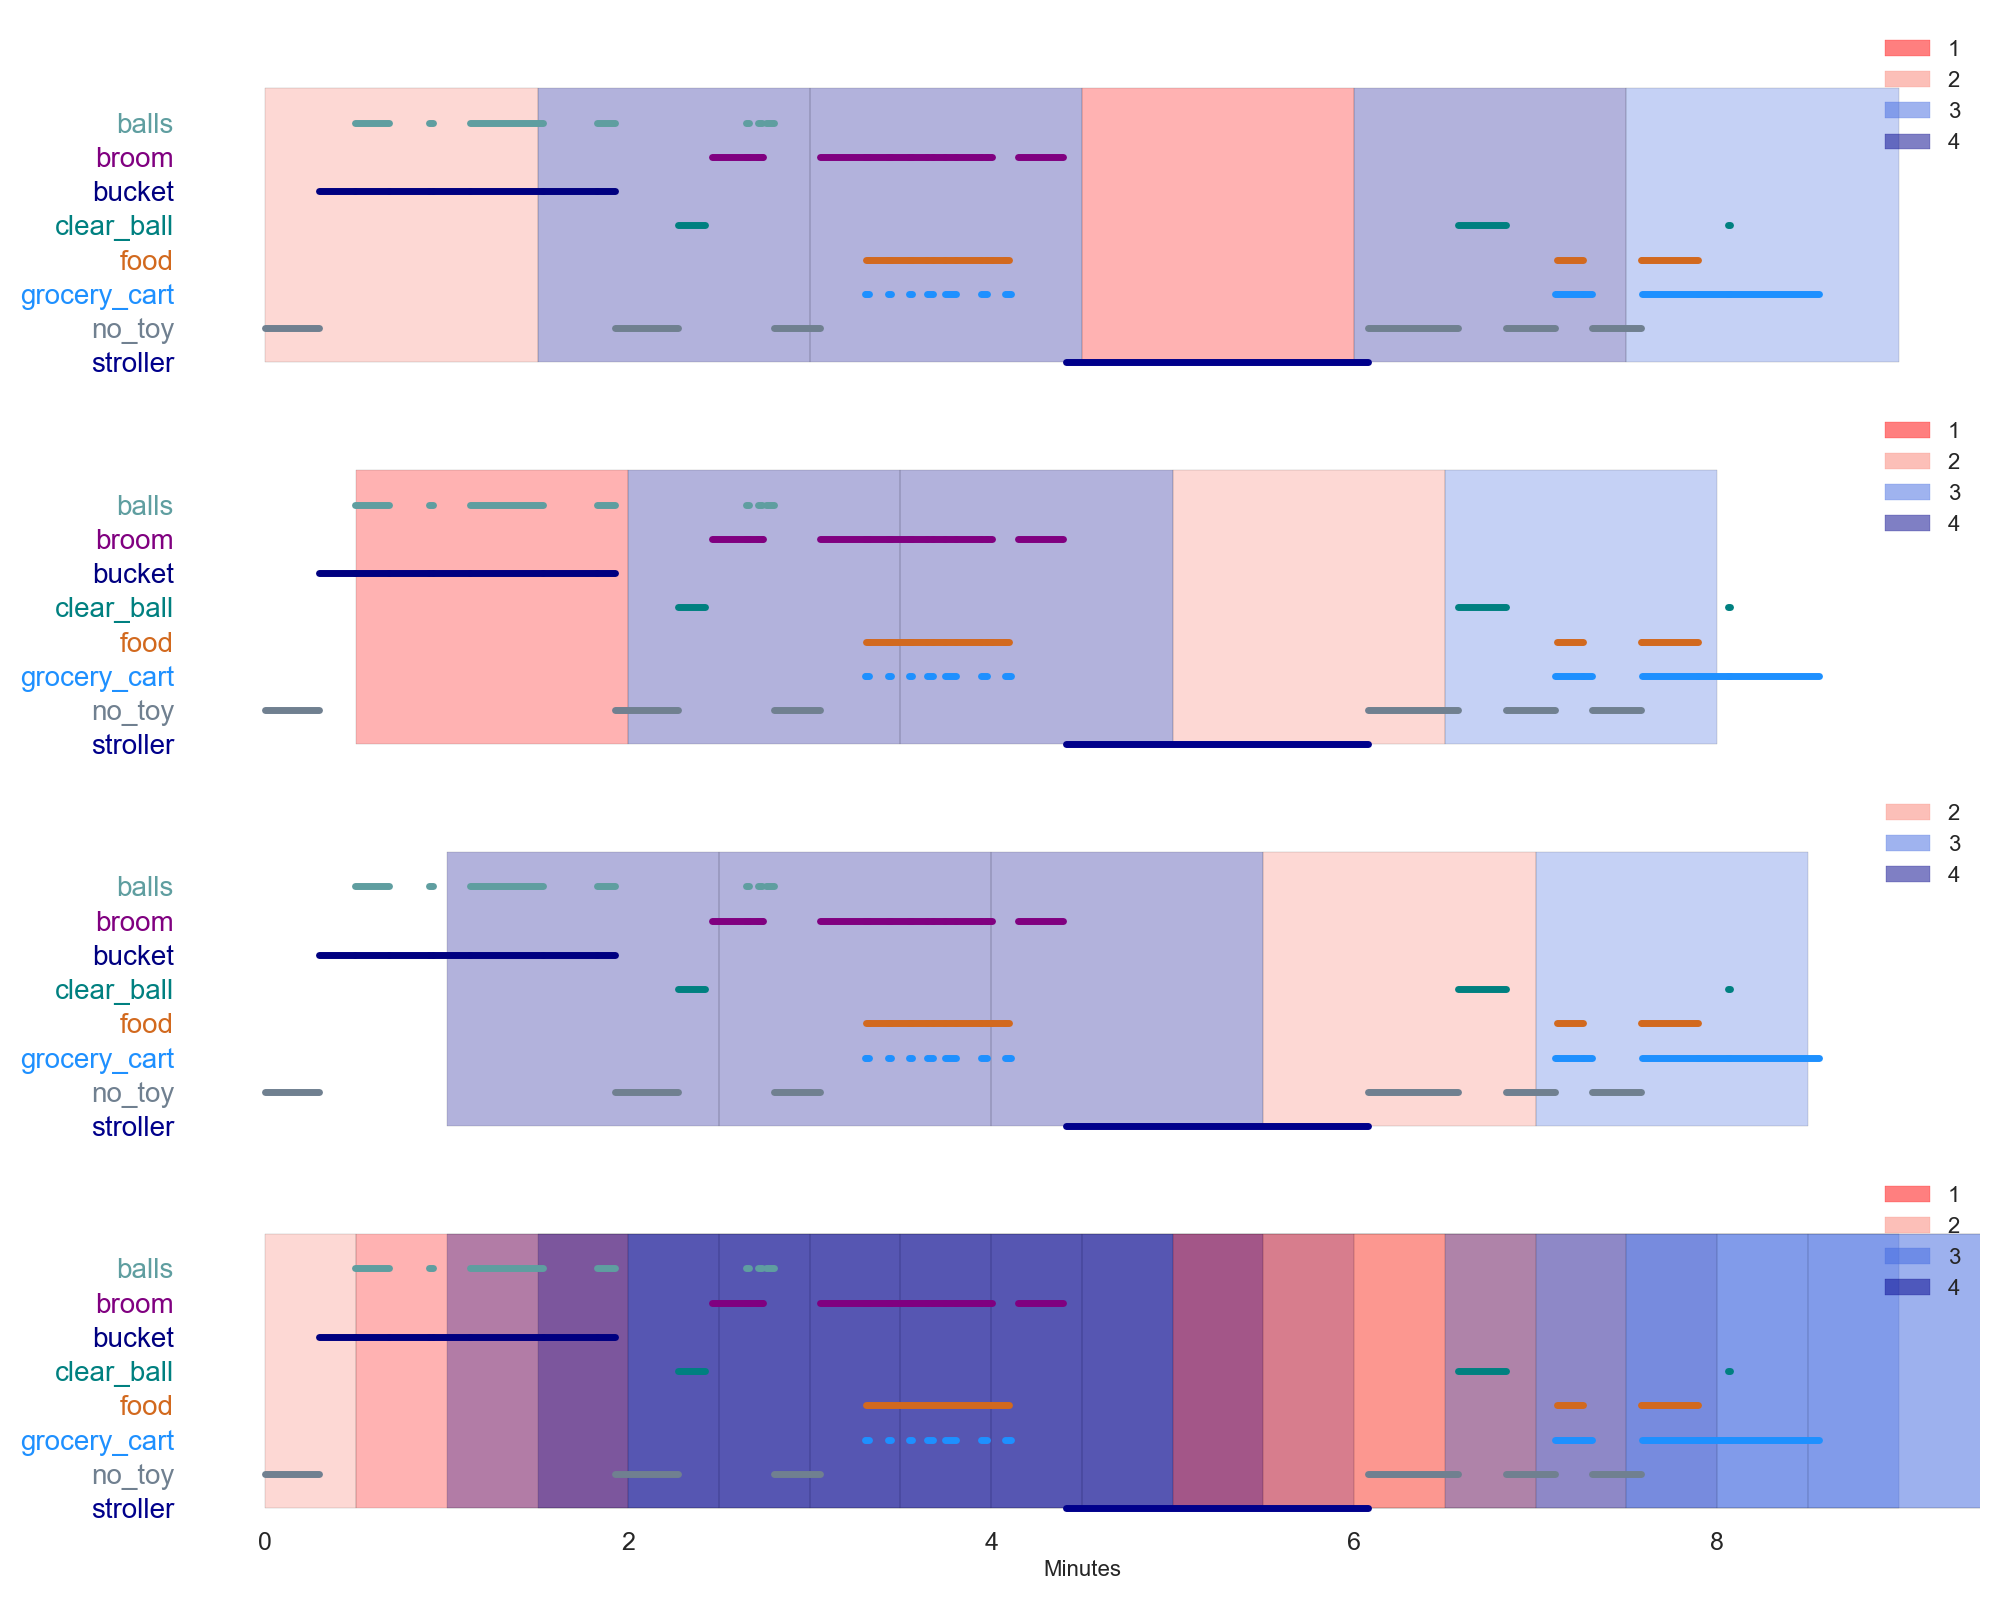 1
2
3
4
balls
broom
bucket
clear_ball
food
grocery_cart
no_toy
stroller
1
2
3
4
balls
broom
bucket
clear_ball
food
grocery_cart
no_toy
stroller
2
3
4
balls
broom
bucket
clear_ball
food
grocery_cart
no_toy
stroller
1
2
3
4
balls
broom
bucket
clear_ball
food
grocery_cart
no_toy
stroller
0 2 4 6 8
Minutes